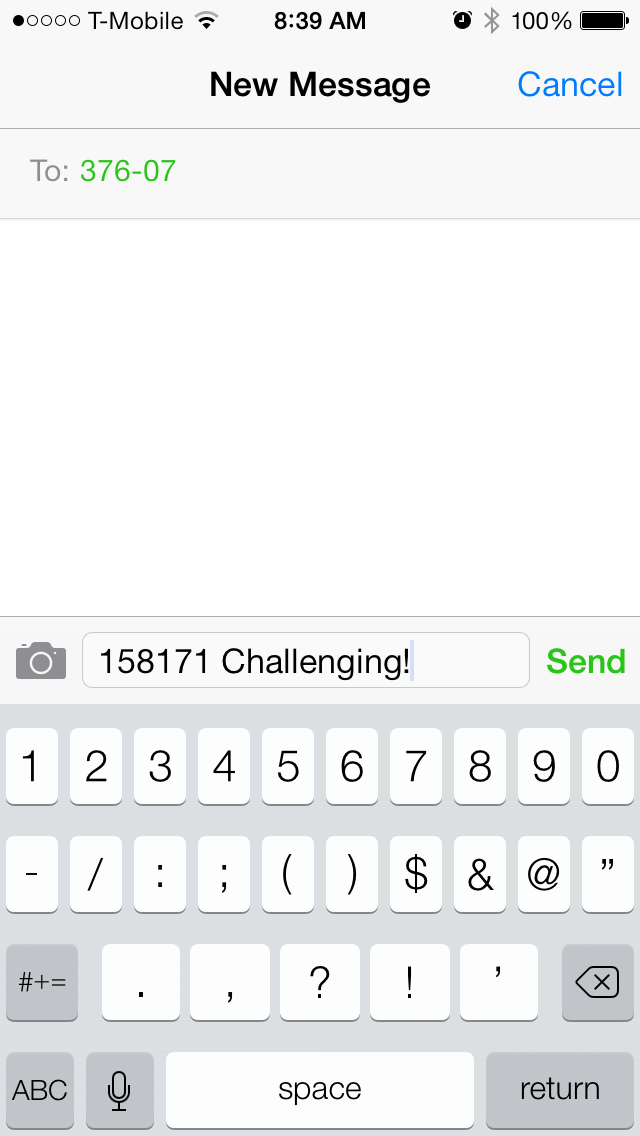 T-Mobile 8:39 AM 100%
New Message Cancel
To: 376-07
158171 Challenging! Send
1 2 3 4 5 6 7 8 9 0
- / : ; ( ) $ & @ ”
#+= . , ? ! ’
ABC space return